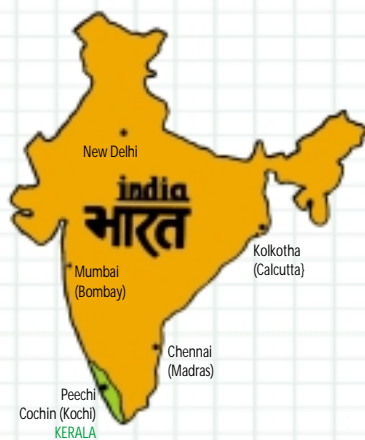 New Delhi
india
भारत
Kolkotha
(Calcutta}
Mumbai
(Bombay)
Chennai
(Madras)
Peechi
Cochin (Kochi)
KERALA